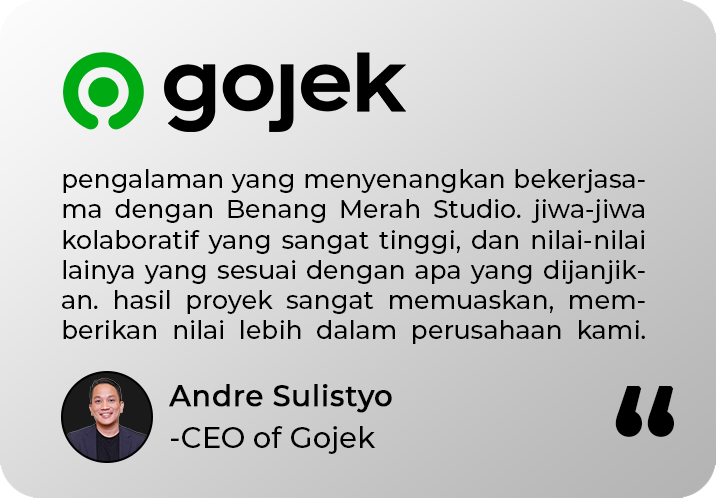 gojek
pengalaman yang menyenangkan bekerjasa-
ma dengan Benang Merah Studio. jiwa-jiwa
kolaboratif yang sangat tinggi, dan nilai-nilai
lainya yang sesuai dengan apa yang dijanjik-
an. hasil proyek sangat memuaskan, mem-
berikan nilai lebih dalam perusahaan kami.
Andre Sulistyo
-CEO of Gojek
“